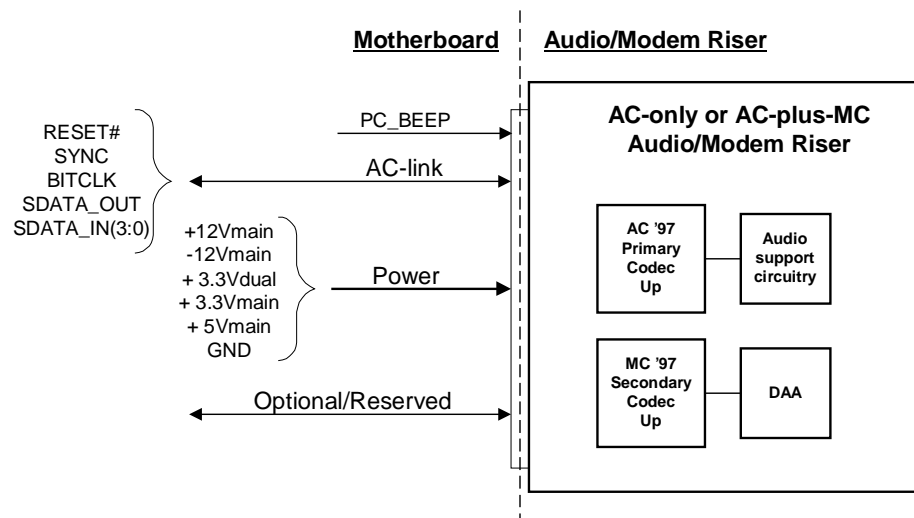 Motherboard
Audio/Modem Riser
PC_BEEP
RESET#
SYNC
BITCLK
SDATA_OUT
SDATA_IN(3:0)
AC-link
+12Vmain
-12Vmain
+ 3.3Vdual
+ 3.3Vmain
+ 5Vmain
GND
Power
Optional/Reserved
AC-only or AC-plus-MC
Audio/Modem Riser
AC '97
Primary
Codec
Up
Audio
support
circuitry
MC '97
Secondary
Codec
Up
DAA